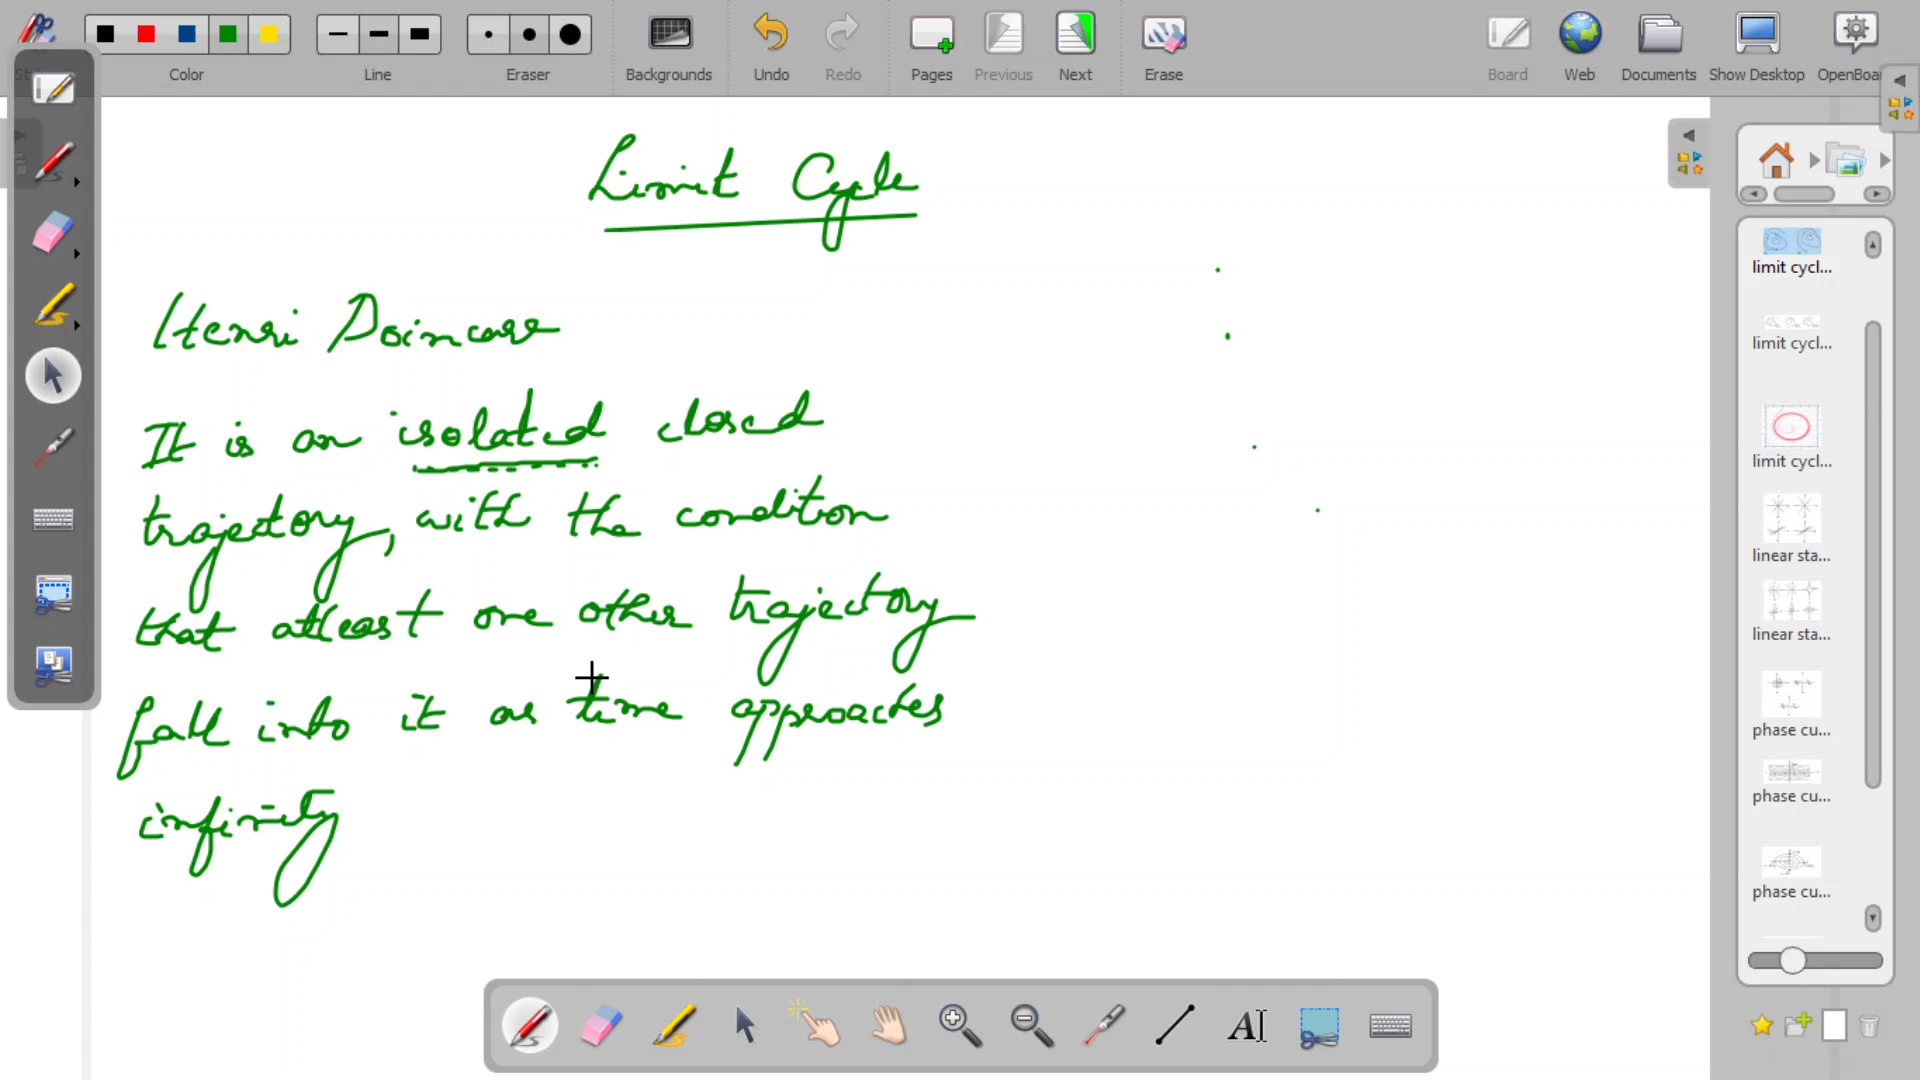 Color
Line
Eraser
Backgrounds
Undo
Redo
Pages
Previous
Next
Erase
Board
Web
Documents
Show Desktop
OpenBoa
Limit Cycle
Henri Poincare
It is an isolated closed
trajectory, with the condition
that atleast one other trajectory
fall into it as time approaches
infinity
limit cycl...
limit cycl...
limit cycl...
linear sta...
linear sta...
phase cu...
phase cu...
phase cu...